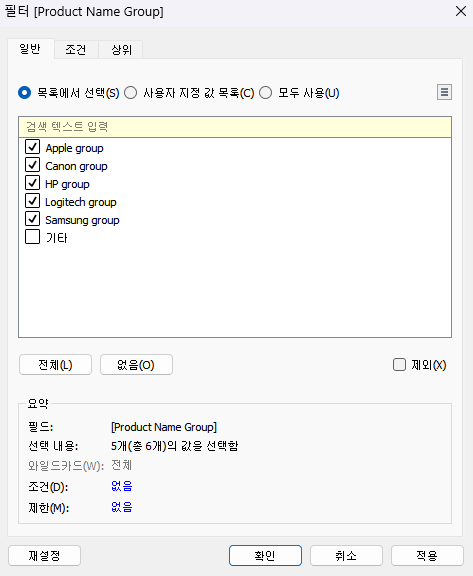 필터 [Product Name Group]
일반 조건 상위
목록에서 선택(S) 사용자 지정 값 목록(C) 모두 사용(U)
검색 텍스트 입력
Apple group
Canon group
HP group
Logitech group
Samsung group
기타
전체(L) 없음(O) 제외(X)
요약
필드: [Product Name Group]
선택 내용: 5개(총 6개)의 값을 선택함
와일드카드(W): 전체
조건(D): 없음
제한(M): 없음
재설정 확인 취소 적용